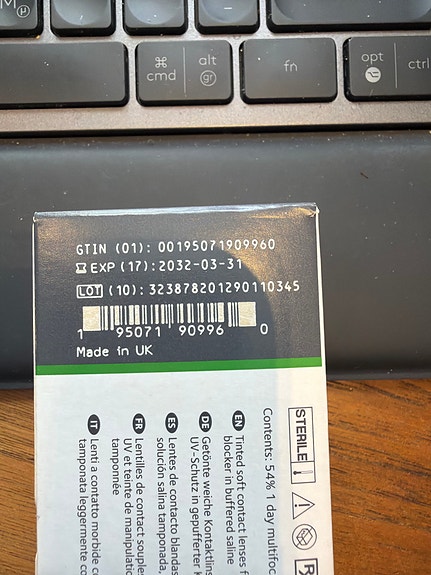 M
⌘
cmd
alt
gr
fn
opt
ctrl
GTIN (01): 00195071909960
EXP (17): 2032-03-31
LOT (10): 323878201290110345
1 95071 90996 0
Made in UK
STERILE
Contents: 54% 1 day multifoc
EN Tinted soft contact lenses f
blocker in buffered saline
DE Getönte weiche Kontaktlins
UV-Schutz in gepufferter K
ES Lentes de contacto blandas
solución salina tamponada,
FR Lentilles de contact souples
UV et teinte de manipulati
tamponnée
IT Lenti a contatto morbide co
tamponata leggermente co